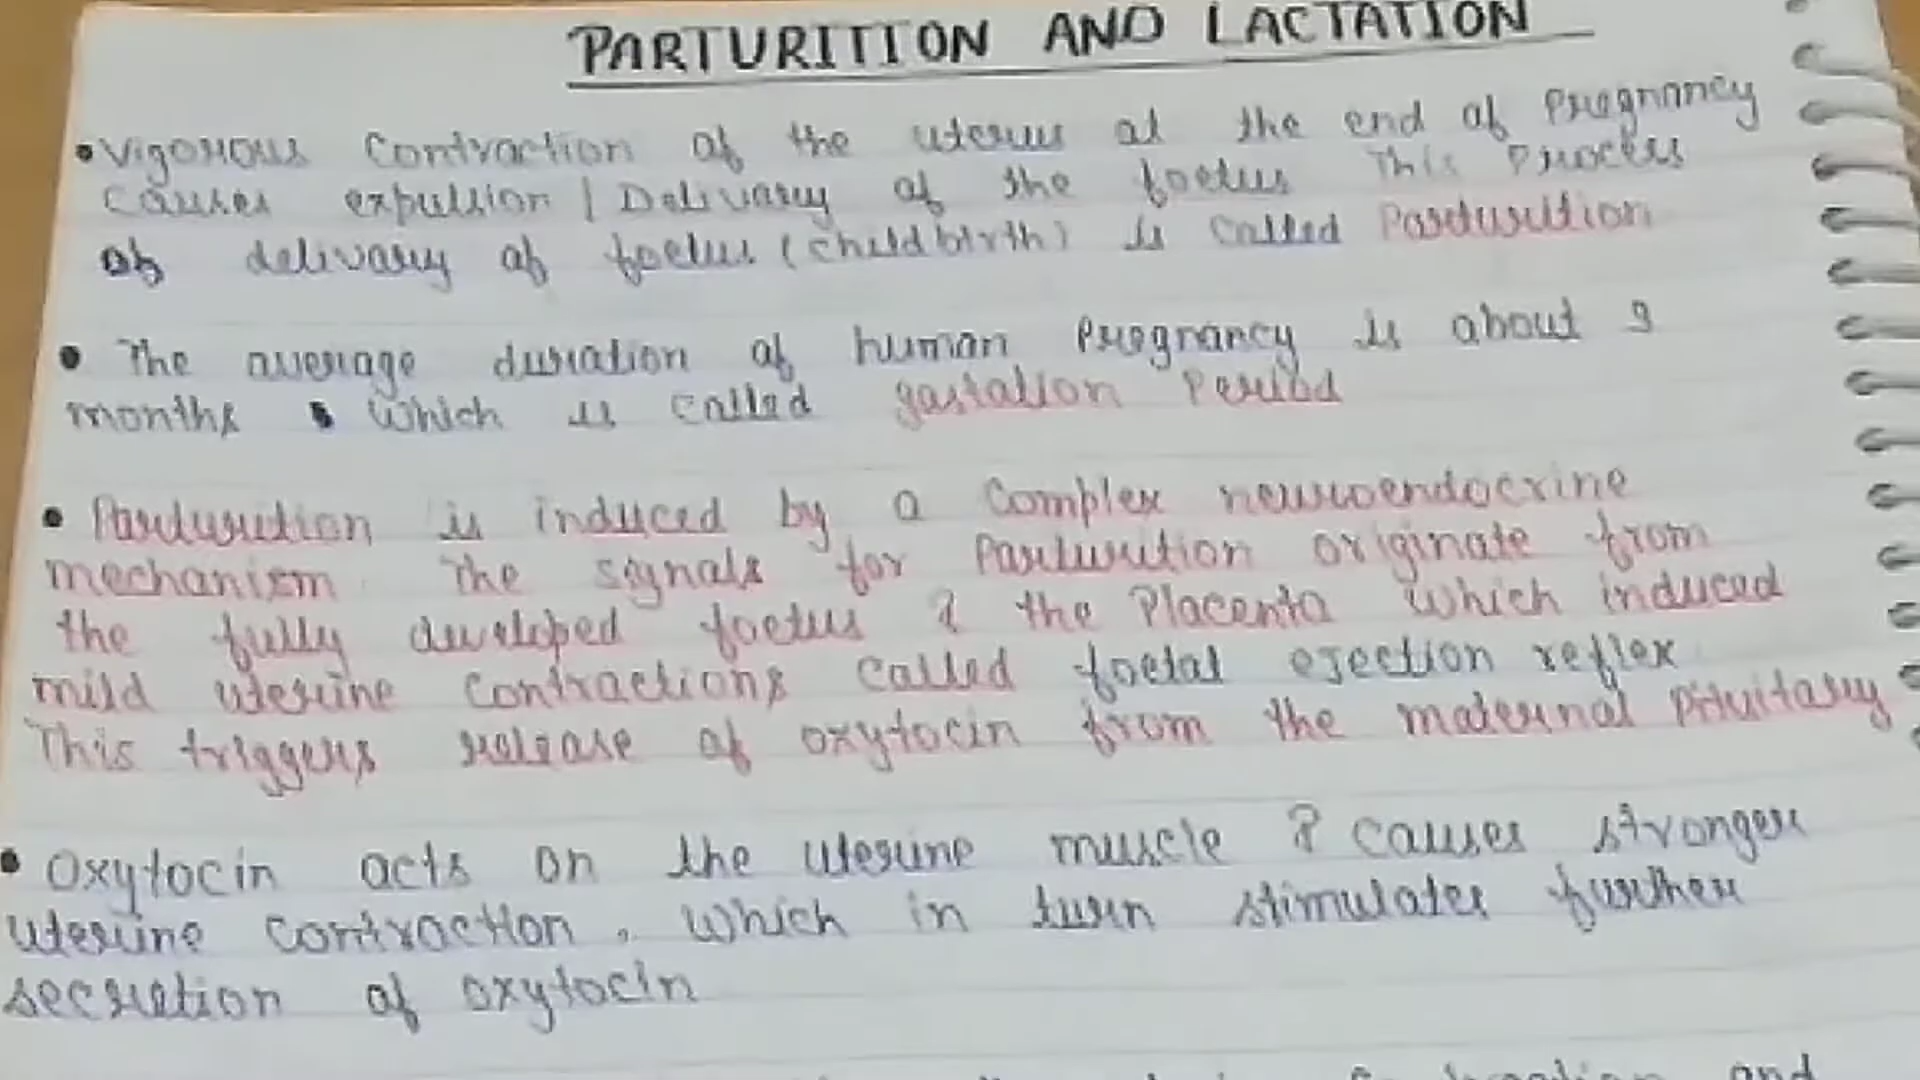 PARTURITION AND LACTATION
• Vigorous Contraction of the uterus at the end of Pregnancy
causes expulsion / Delivary of the foetus This Process
of delivary of foetus (childbirth) is called Parturition
• The average duration of human Pregnancy is about 9
months Which is called gastation Period
• Parturition is induced by a Complex neuroendocrine
mechanism The signals for Parturition originate from
the fully developed foetus & the Placenta which induced
mild uterine Contractions called foetal ejection reflex
This triggers release of oxytocin from the maternal Pituitary
• Oxytocin acts on the uterine muscle & causes stronger
uterine contraction, which in turn stimulates further
secretion of oxytocin
and